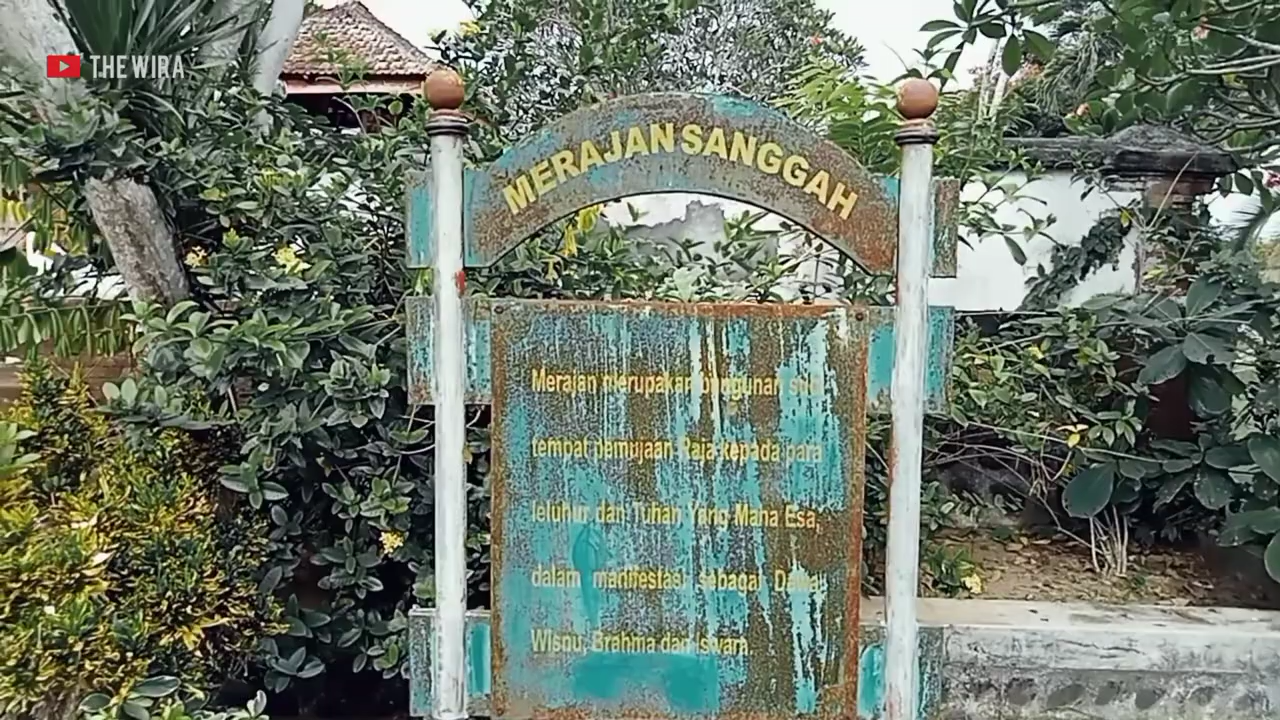 THE WIRA
MERAJAN SANGGAH
Merajan merupakan bangunan suci
tempat pemujaan Raja kepada para
leluhur dan Tuhan Yang Maha Esa,
dalam manifestasi sebagai Dewa
Wisnu, Brahma dan Iswara.